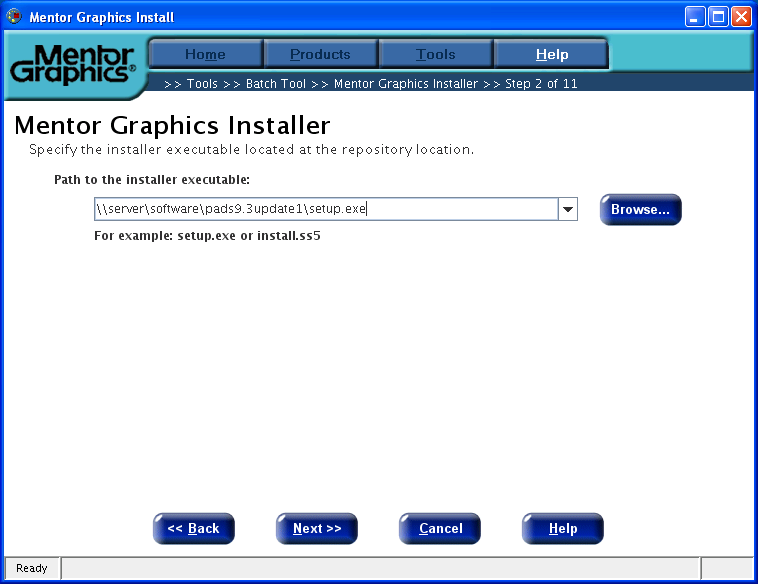 Mentor Graphics Install
Mentor
Graphics®
Home Products Tools Help
>> Tools >> Batch Tool >> Mentor Graphics Installer >> Step 2 of 11
Mentor Graphics Installer
Specify the installer executable located at the repository location.
Path to the installer executable:
\\server\software\pads9.3update1\setup.exe
Browse...
For example: setup.exe or install.ss5
<< Back Next >> Cancel Help
Ready